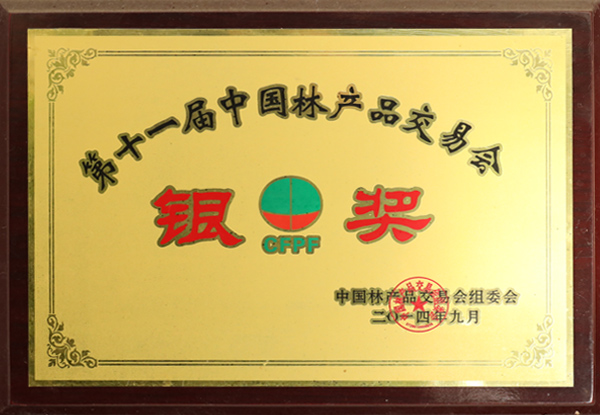 第十一届中国林产品交易会
银 奖
CFPF
中国林产品交易会组委会
二〇一四年九月